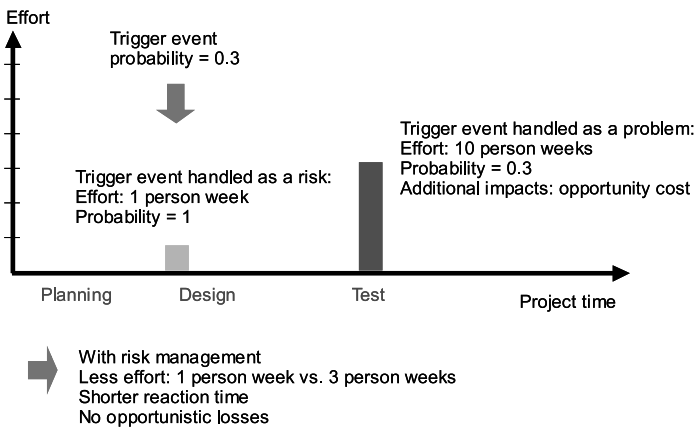 Effort
Trigger event
probability = 0.3
Trigger event handled as a problem:
Effort: 10 person weeks
Probability = 0.3
Additional impacts: opportunity cost
Trigger event handled as a risk:
Effort: 1 person week
Probability = 1
Planning
Design
Test
Project time
With risk management
Less effort: 1 person week vs. 3 person weeks
Shorter reaction time
No opportunistic losses